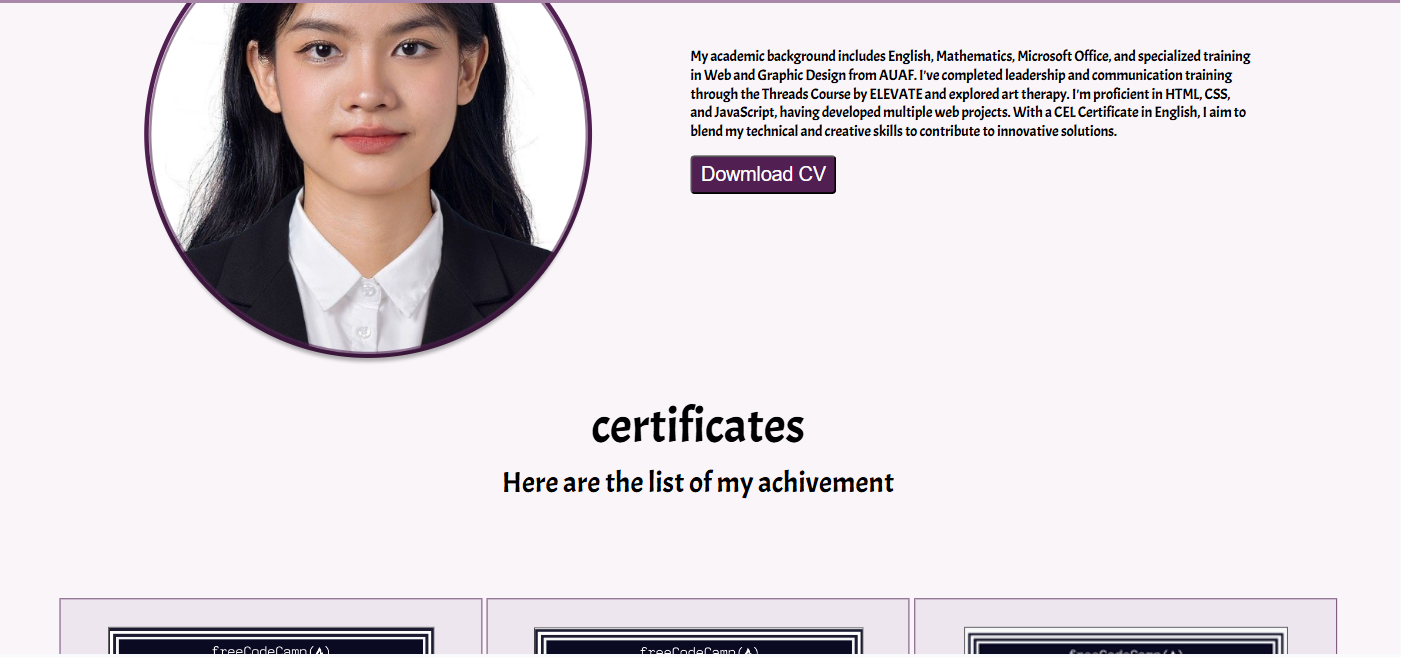 My academic background includes English, Mathematics, Microsoft Office, and specialized training
in Web and Graphic Design from AUAF. I've completed leadership and communication training
through the Threads Course by ELEVATE and explored art therapy. I'm proficient in HTML, CSS,
and JavaScript, having developed multiple web projects. With a CEL Certificate in English, I aim to
blend my technical and creative skills to contribute to innovative solutions.
Dowmload CV
certificates
Here are the list of my achivement
freeCodeCamp(🔥)
freeCodeCamp(🔥)
freeCodeCamp(🔥)